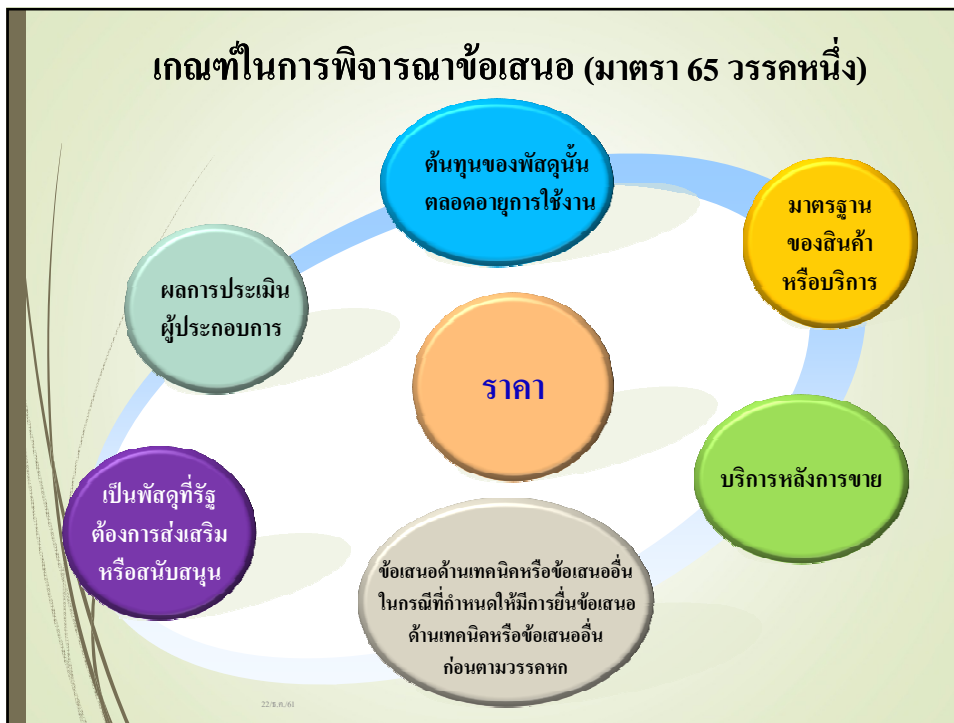 เกณฑ์ในการพิจารณาข้อเสนอ (มาตรา 65 วรรคหนึ่ง)
ต้นทุนของพัสดุนั้น
ตลอดอายุการใช้งาน
มาตรฐาน
ของสินค้า
หรือบริการ
ผลการประเมิน
ผู้ประกอบการ
ราคา
บริการหลังการขาย
เป็นพัสดุที่รัฐ
ต้องการส่งเสริม
หรือสนับสนุน
ข้อเสนอด้านเทคนิคหรือข้อเสนออื่น
ในกรณีที่กำหนดให้มีการยื่นข้อเสนอ
ด้านเทคนิคหรือข้อเสนออื่น
ก่อนตามวรรคหก
22/ธ.ค./61